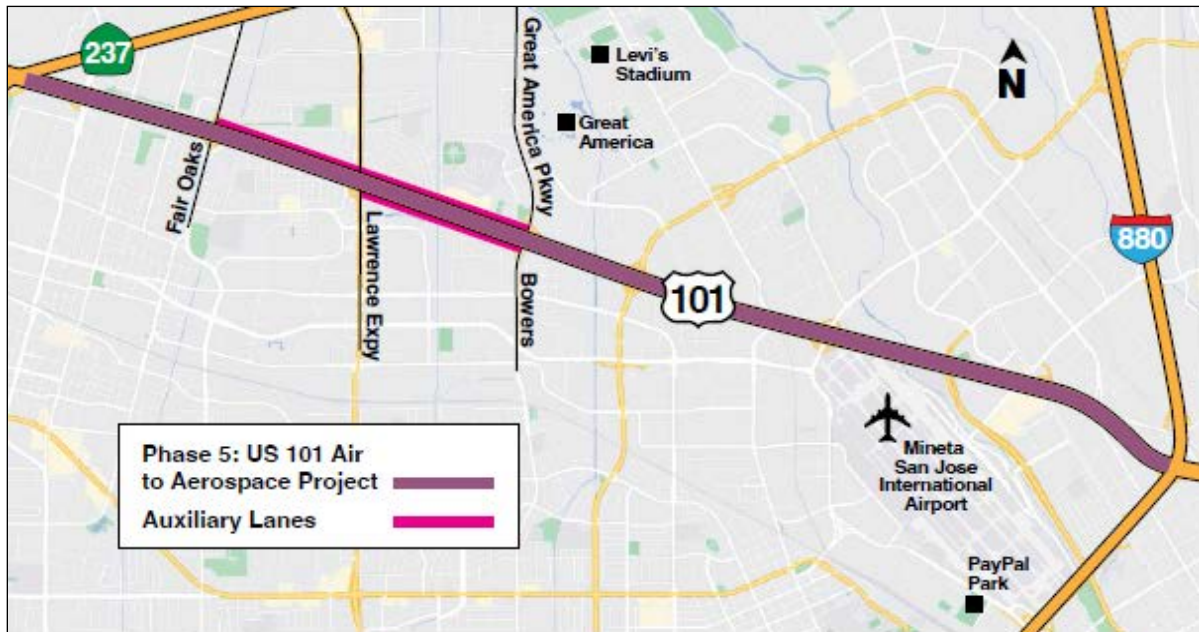 237
Great America Pkwy
Levi's
Stadium
Great
America
N
Fair Oaks
Lawrence Expy
Bowers
101
880
Phase 5: US 101 Air
to Aerospace Project
Auxiliary Lanes
Mineta
San Jose
International
Airport
PayPal
Park